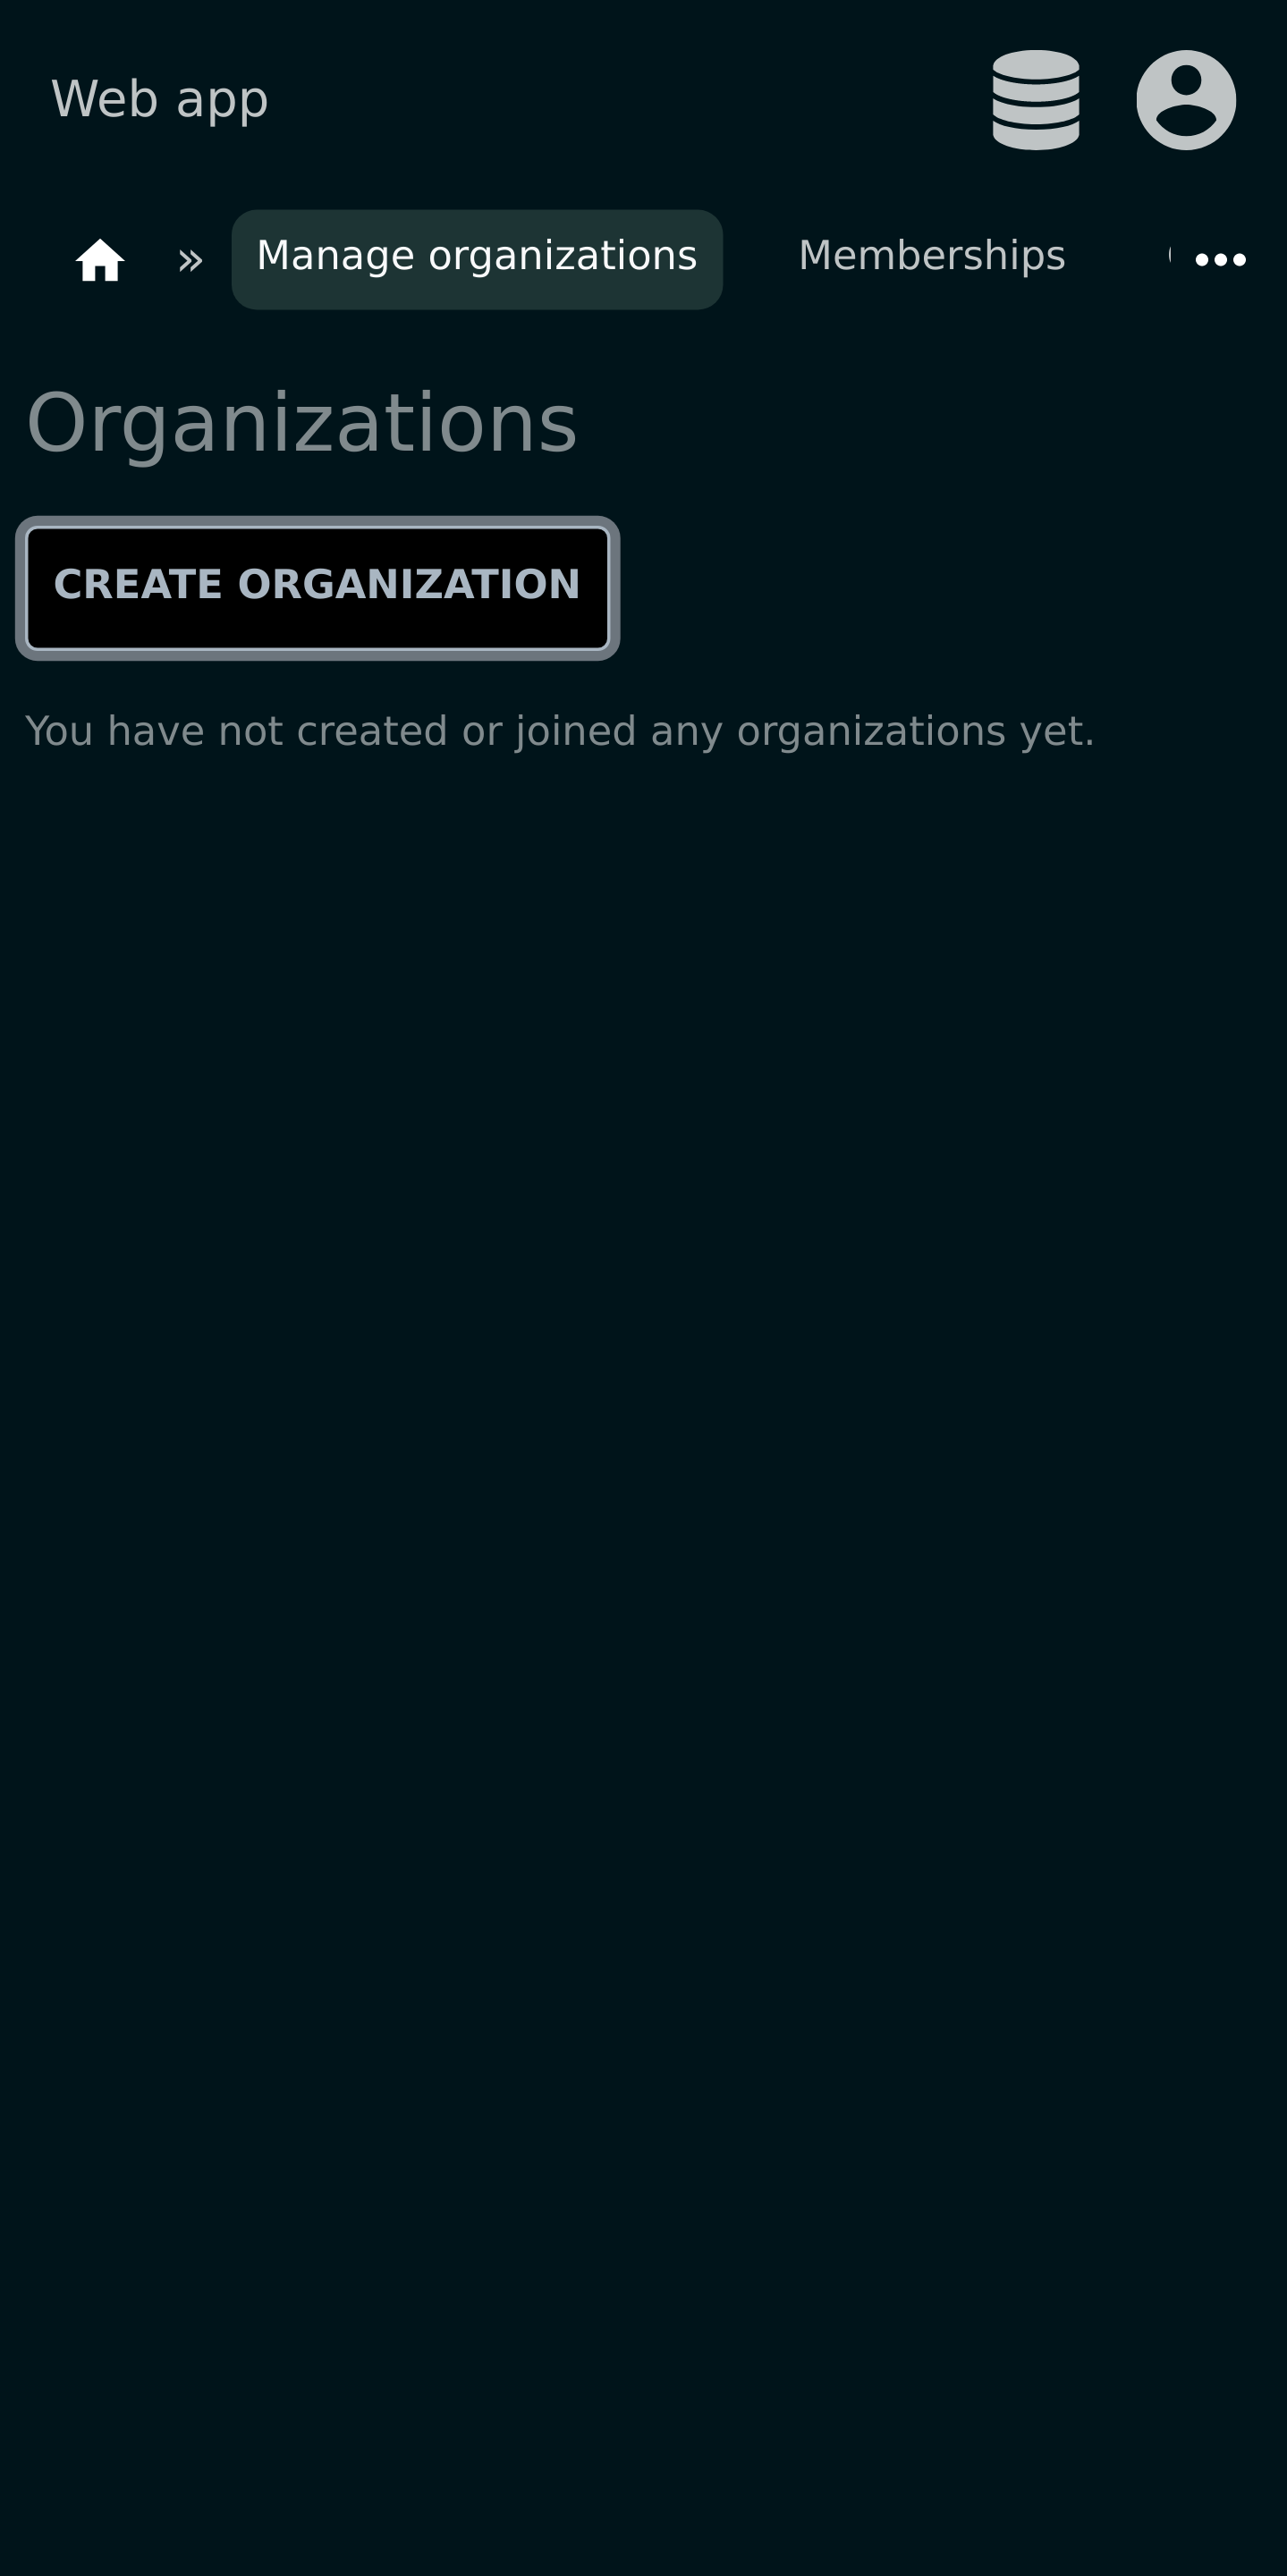 Web app
» Manage organizations Memberships
Organizations
CREATE ORGANIZATION
You have not created or joined any organizations yet.